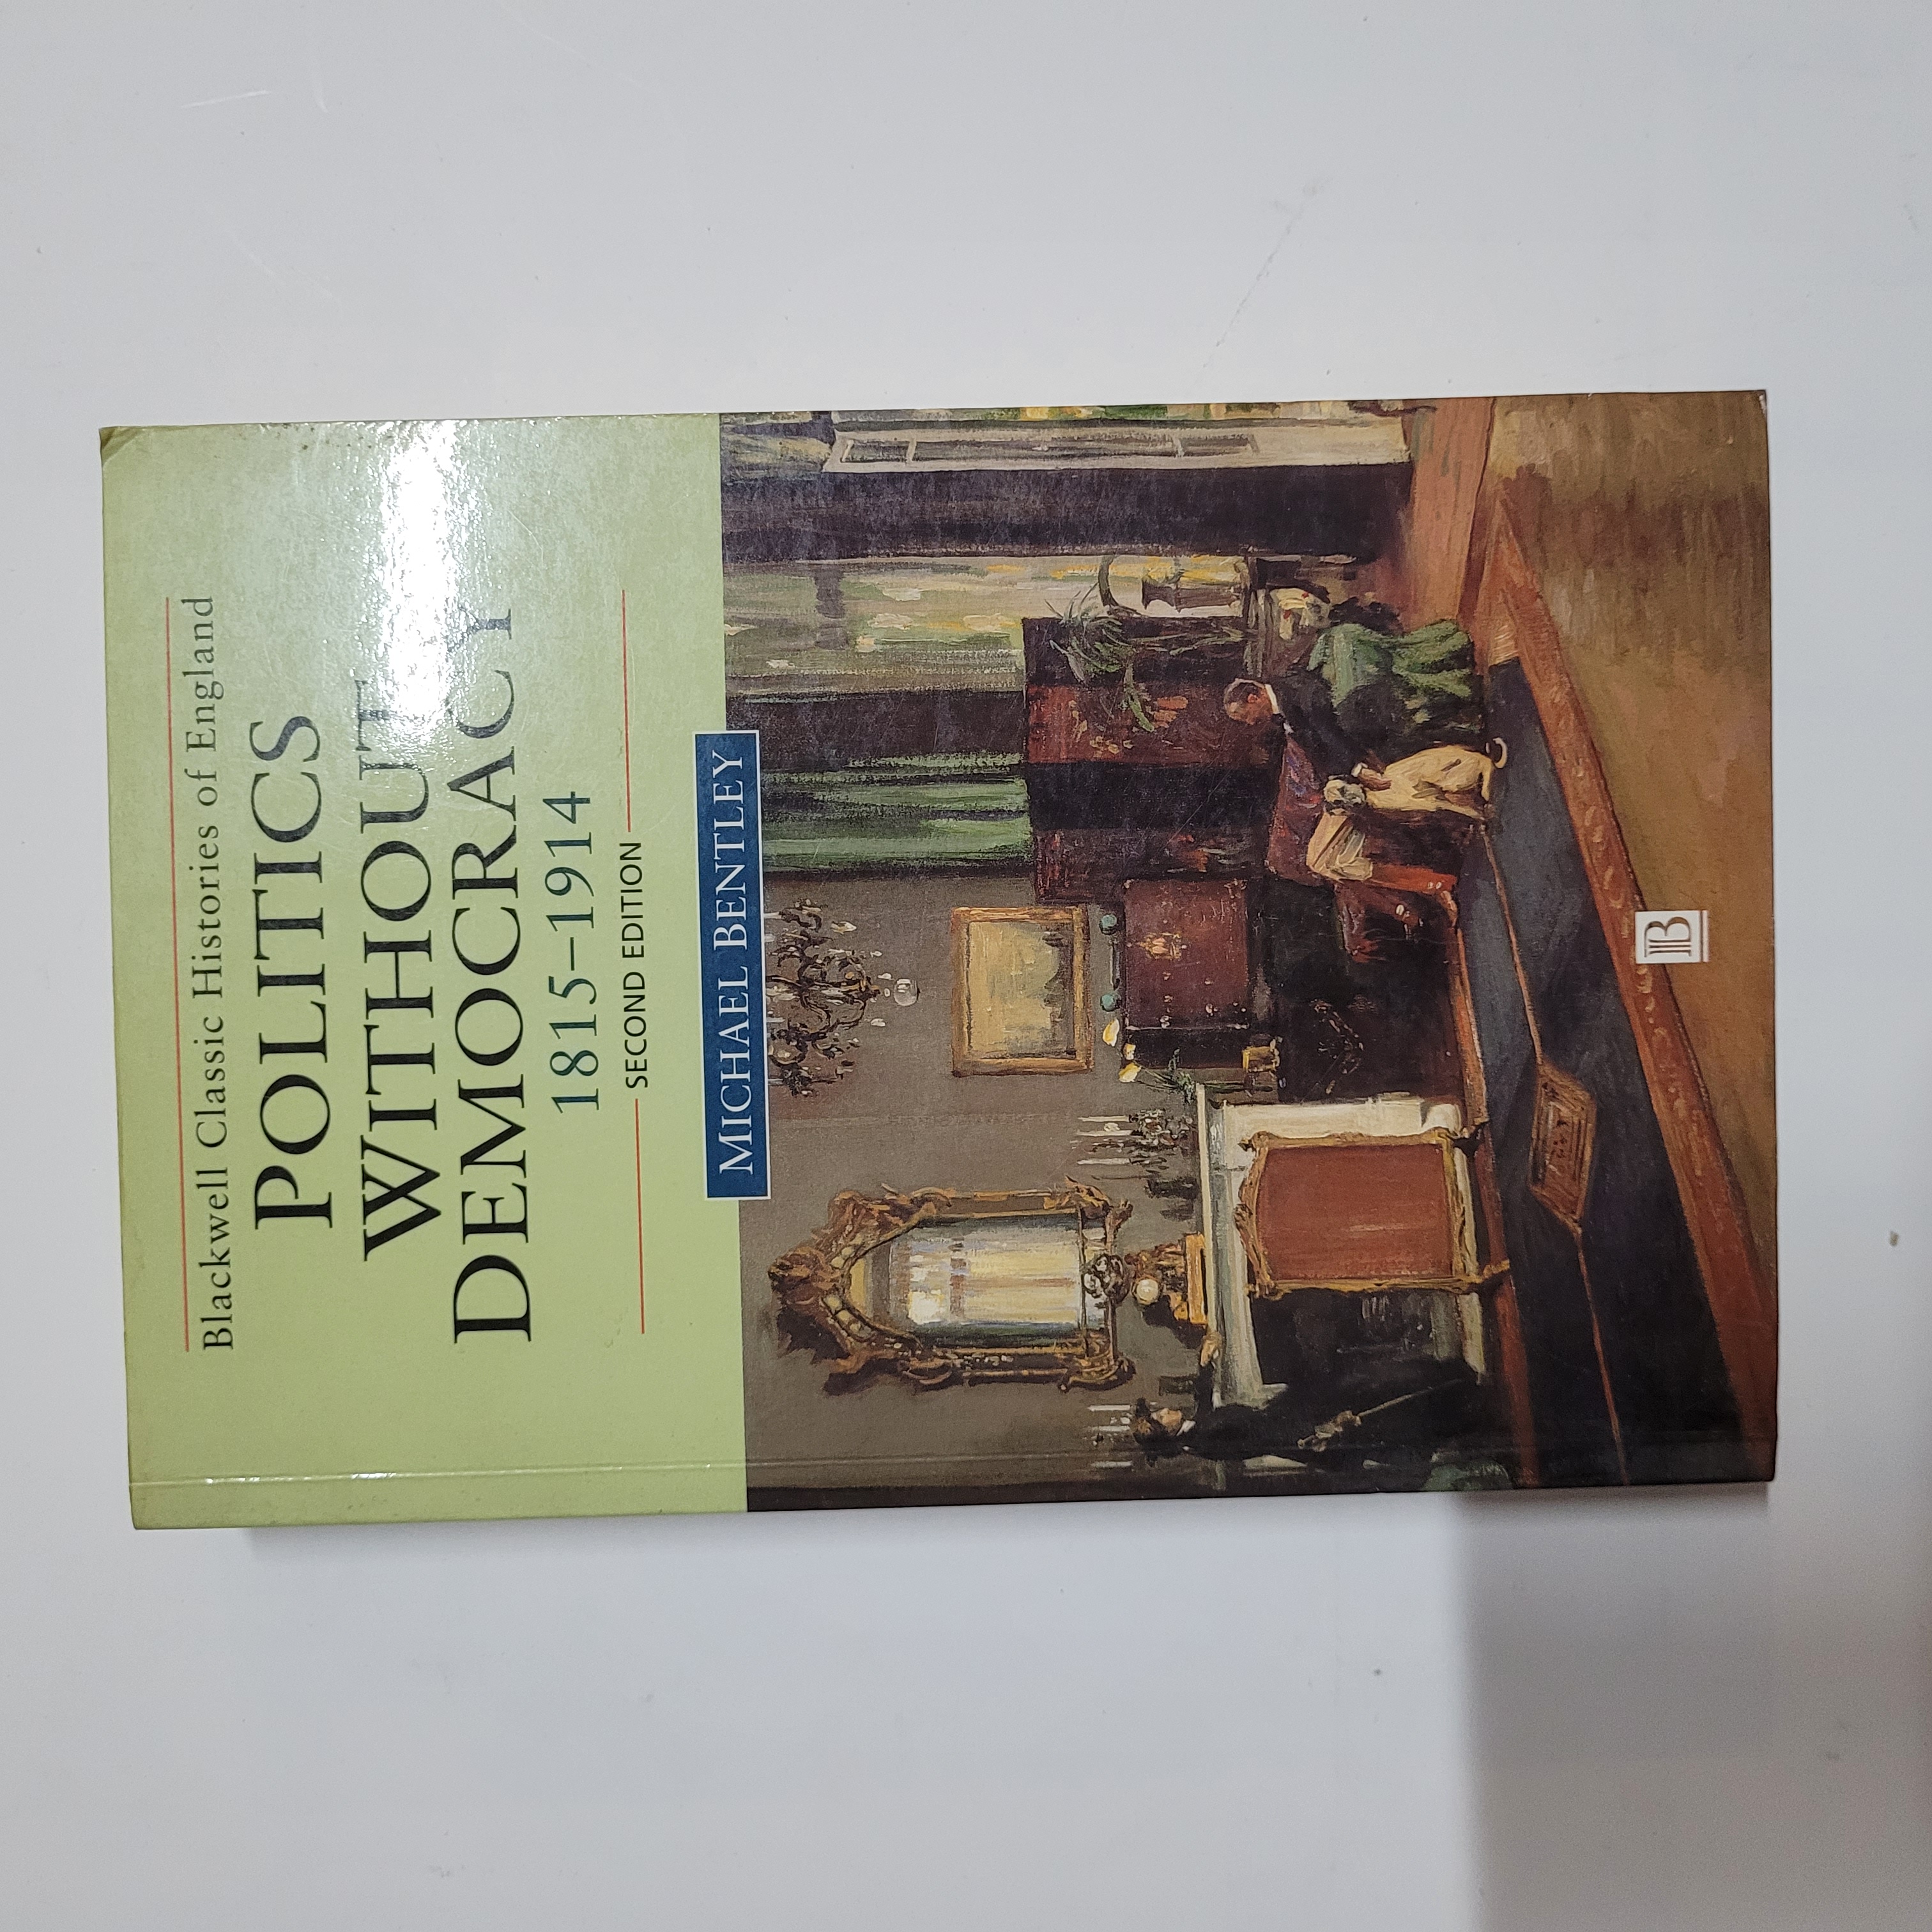 Blackwell Classic Histories of England
POLITICS
WITHOUT
DEMOCRACY
1815–1914
SECOND EDITION
MICHAEL BENTLEY
B